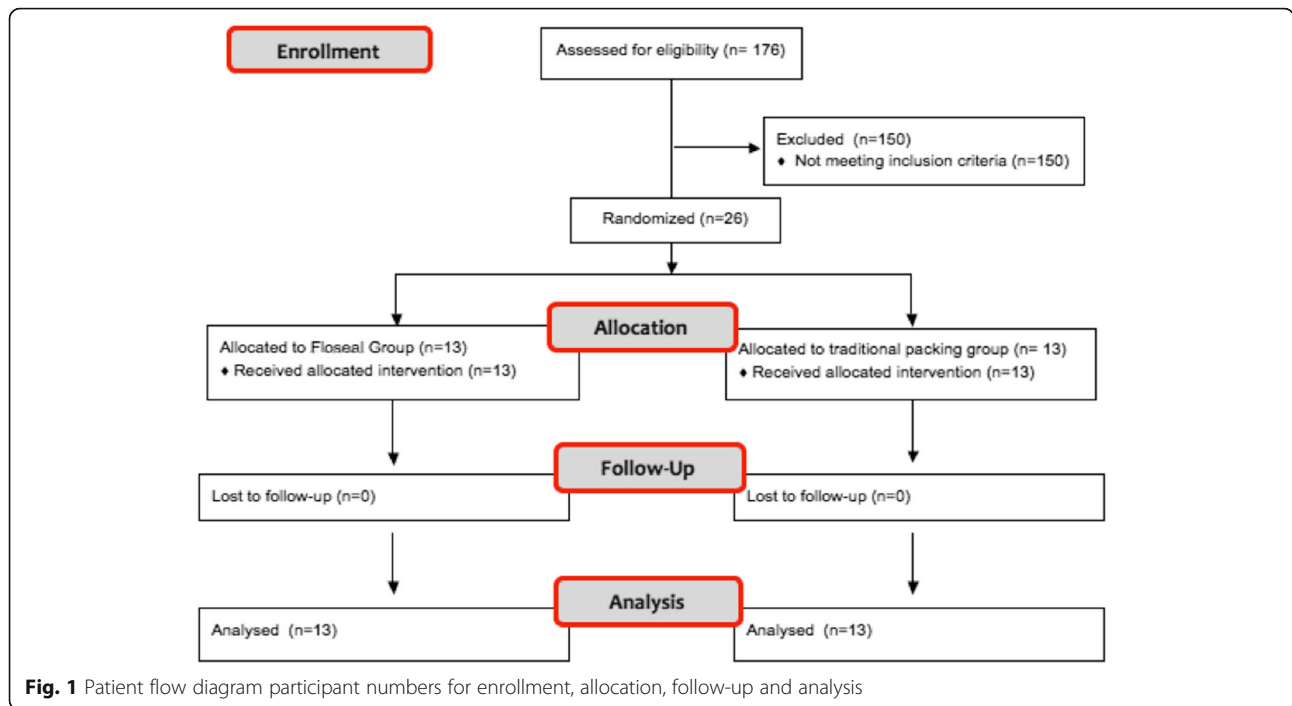 Enrollment
Assessed for eligibility (n= 176)
Excluded (n=150)
♦ Not meeting inclusion criteria (n=150)
Randomized (n=26)
Allocation
Allocated to Floseal Group (n=13)
♦ Received allocated intervention (n=13)
Allocated to traditional packing group (n= 13)
♦ Received allocated intervention (n=13)
Follow-Up
Lost to follow-up (n=0)
Lost to follow-up (n=0)
Analysis
Analysed (n=13)
Analysed (n=13)
Fig. 1 Patient flow diagram participant numbers for enrollment, allocation, follow-up and analysis